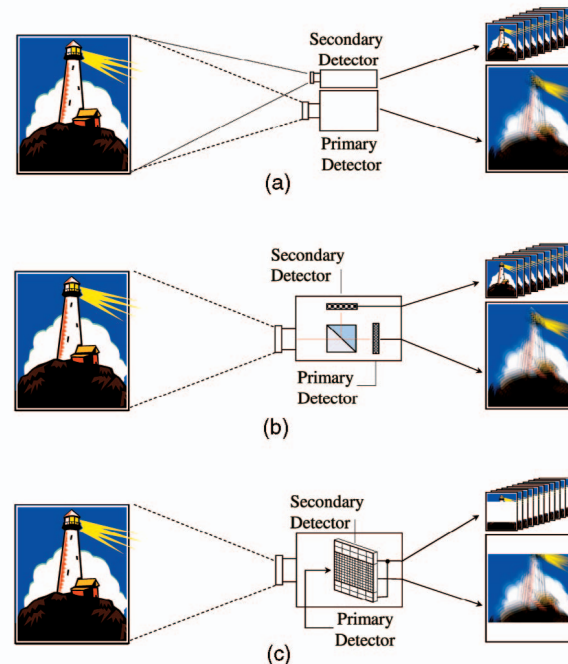 Secondary
Detector
Primary
Detector
(a)
Secondary
Detector
Primary
Detector
(b)
Secondary
Detector
Primary
Detector
(c)